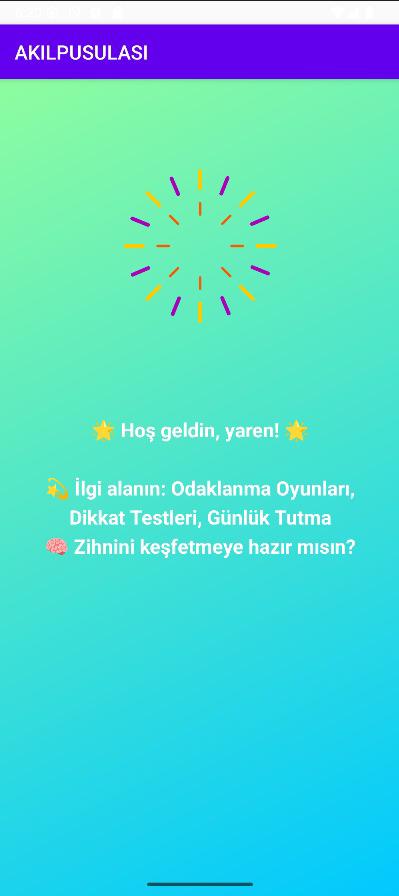 AKILPUSULASI
🌟 Hoş geldin, yaren! 🌟
💫 İlgi alanın: Odaklanma Oyunları,
Dikkat Testleri, Günlük Tutma
🧠 Zihnini keşfetmeye hazır mısın?